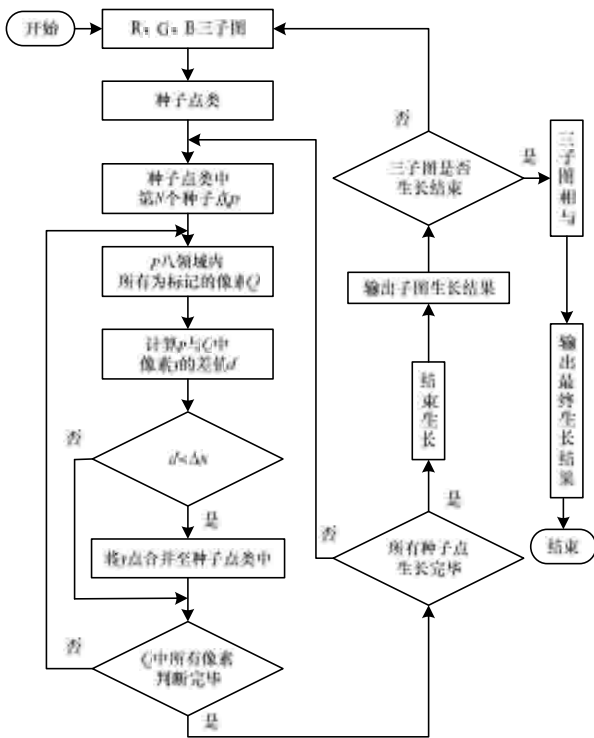 开始
R、G、B三子图
种子点类
种子点类中
第N个种子点p
p八领域内
所有为标记的像素Q
计算p与Q中
像素y的差值d
否
是
将y点合并至种子点类中
Q中所有像素
判断完毕
否
是
所有种子点
生长完毕
否
是
结束生长
输出子图生长结果
三子图是否
生长结束
否
是
三子图相与
输出最终生长结果
结束